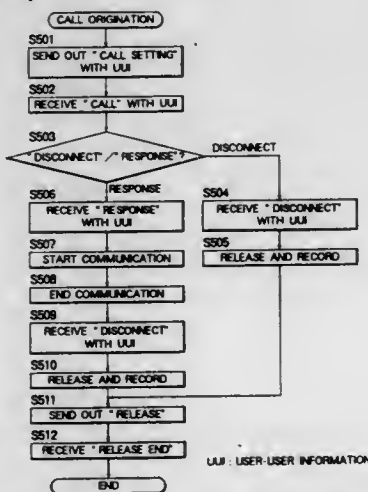 CALL ORIGINATION
S501
SEND OUT "CALL SETTING"
WITH UUI
S502
RECEIVE "CALL" WITH UUI
S503
"DISCONNECT"/"RESPONSE"?
DISCONNECT
RESPONSE
S506
RECEIVE "RESPONSE"
WITH UUI
S504
RECEIVE "DISCONNECT"
WITH UUI
S507
START COMMUNICATION
S505
RELEASE AND RECORD
S508
END COMMUNICATION
S509
RECEIVE "DISCONNECT"
WITH UUI
S510
RELEASE AND RECORD
S511
SEND OUT "RELEASE"
S512
RECEIVE "RELEASE END"
UUI : USER-USER INFORMATION
END